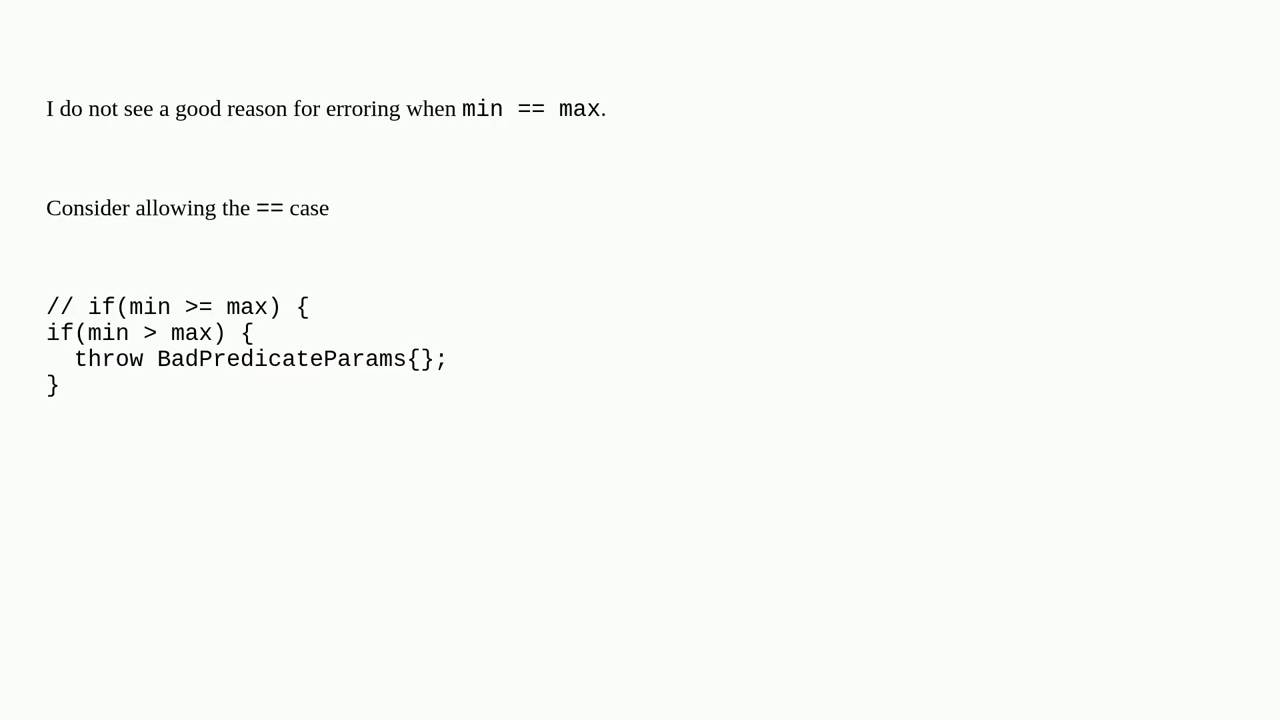 I do not see a good reason for erroring when min == max.
Consider allowing the == case
// if(min >= max) {
if(min > max) {
  throw BadPredicateParams{};
}